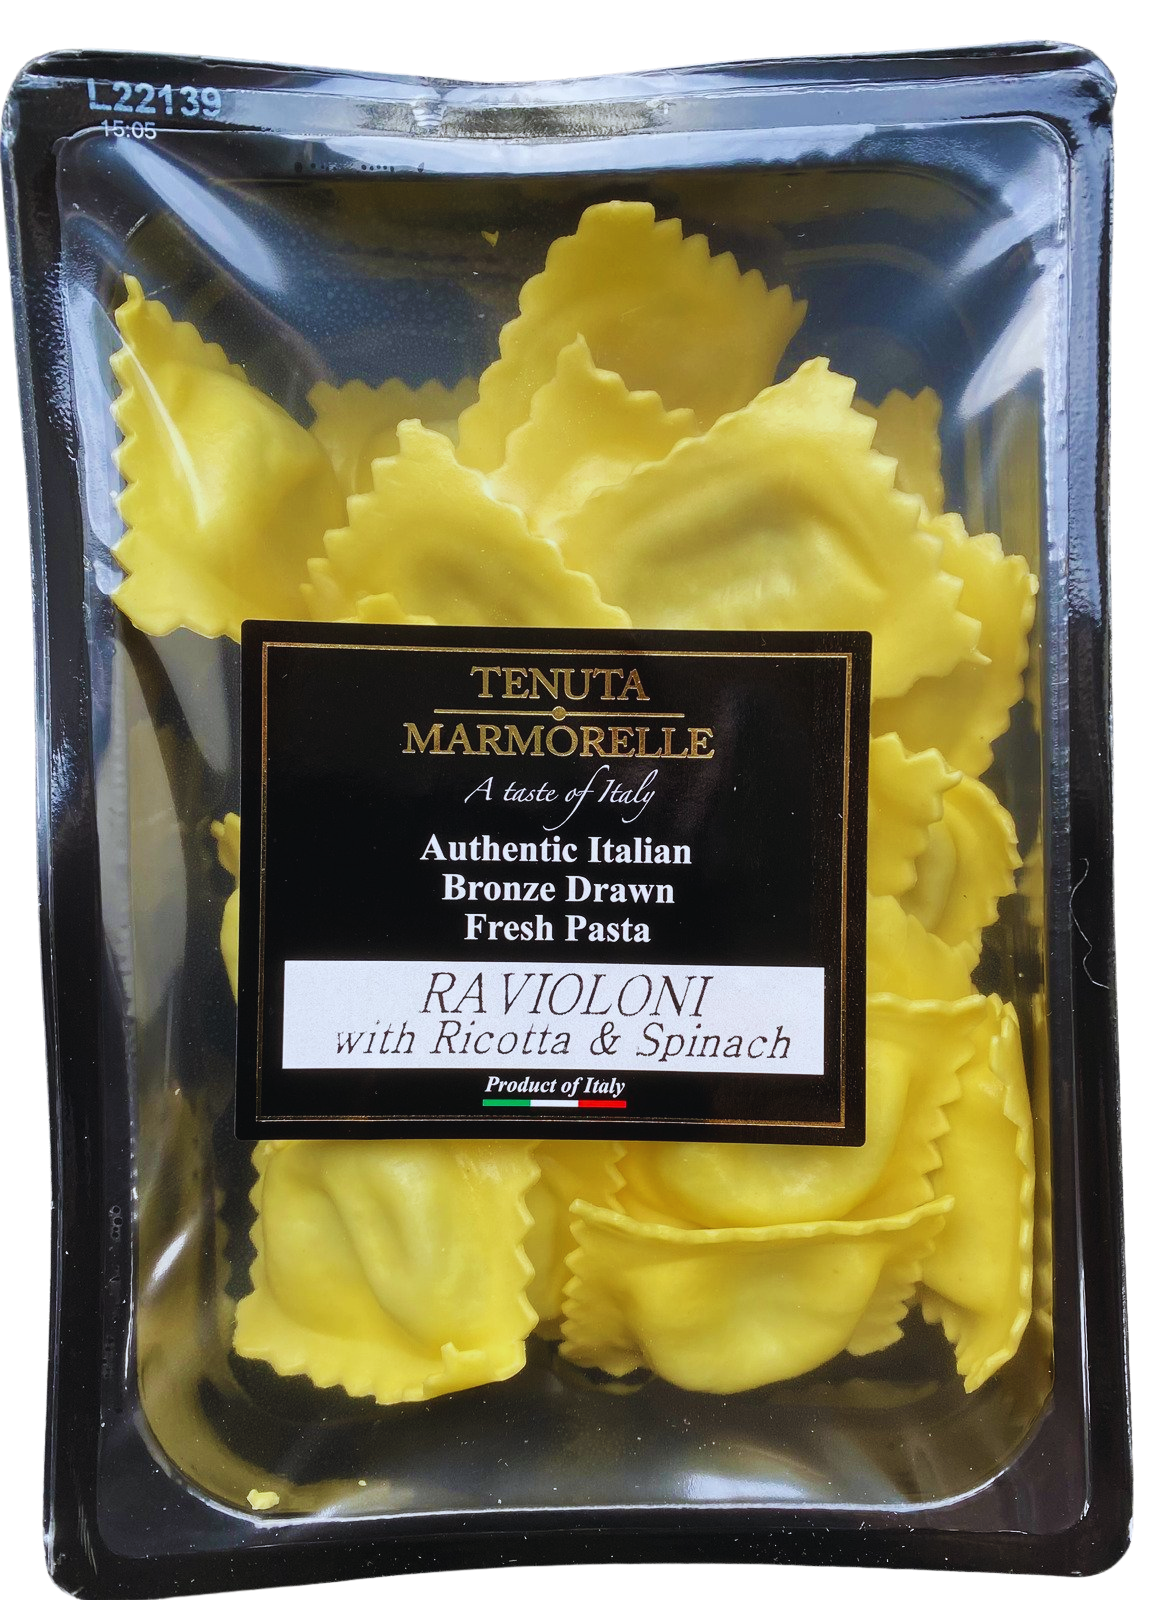 L22139
15:05
TENUTA
MARMORELLE
A taste of Italy
Authentic Italian
Bronze Drawn
Fresh Pasta
RAVIOLONI
with Ricotta & Spinach
Product of Italy